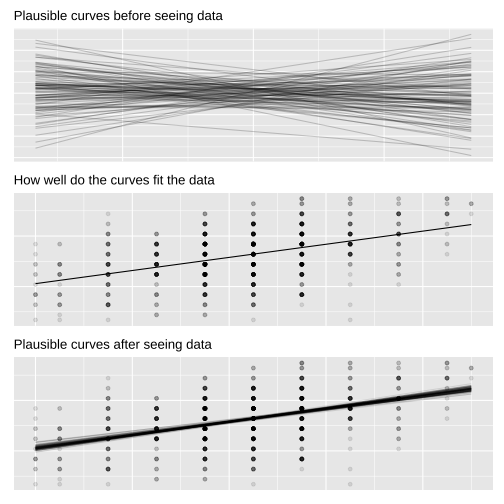 Plausible curves before seeing data
How well do the curves fit the data
Plausible curves after seeing data